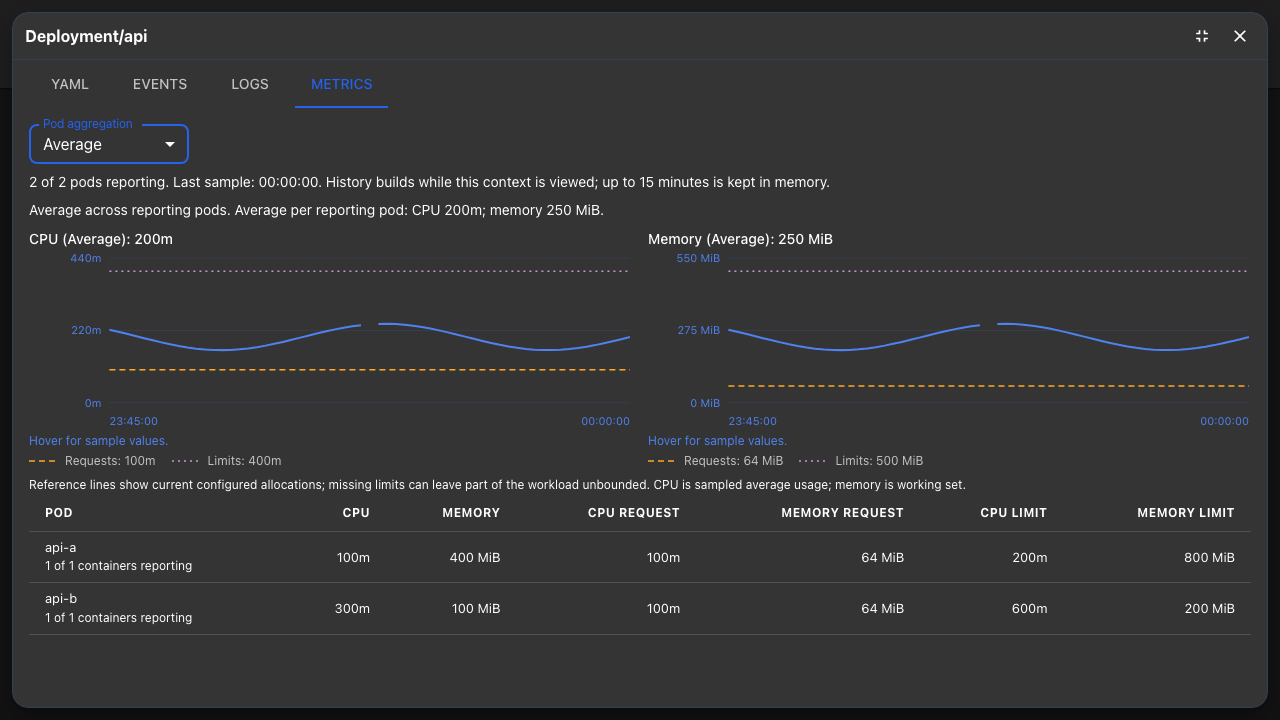 Deployment/api
YAML EVENTS LOGS METRICS
Pod aggregation
Average
2 of 2 pods reporting. Last sample: 00:00:00. History builds while this context is viewed; up to 15 minutes is kept in memory.
Average across reporting pods. Average per reporting pod: CPU 200m; memory 250 MiB.
CPU (Average): 200m
440m
220m
0m
23:45:00 00:00:00
Hover for sample values.
Requests: 100m Limits: 400m
Memory (Average): 250 MiB
550 MiB
275 MiB
0 MiB
23:45:00 00:00:00
Hover for sample values.
Requests: 64 MiB Limits: 500 MiB
Reference lines show current configured allocations; missing limits can leave part of the workload unbounded. CPU is sampled average usage; memory is working set.
POD CPU MEMORY CPU REQUEST MEMORY REQUEST CPU LIMIT MEMORY LIMIT
api-a
1 of 1 containers reporting
100m 400 MiB 100m 64 MiB 200m 800 MiB
api-b
1 of 1 containers reporting
300m 100 MiB 100m 64 MiB 600m 200 MiB